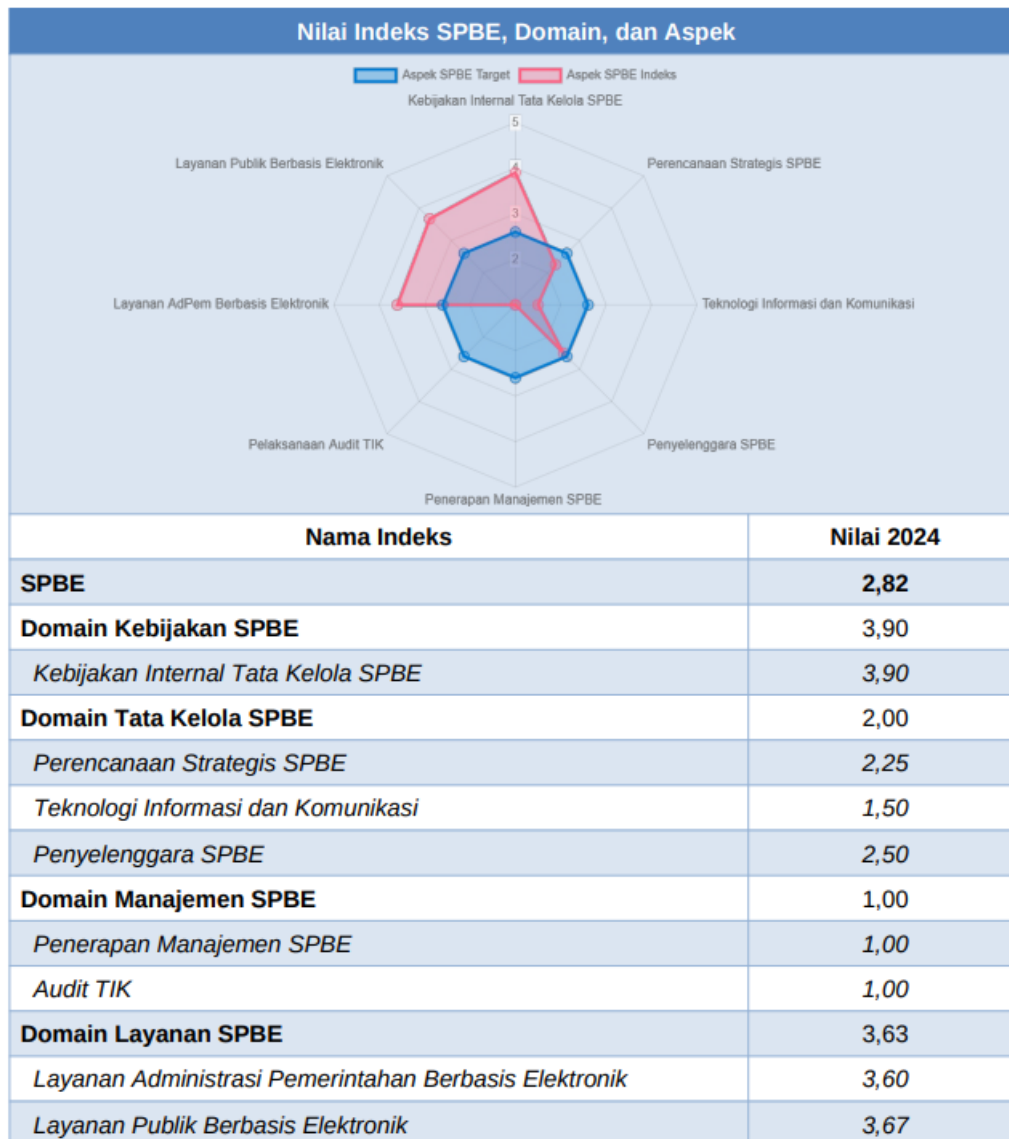 Nilai Indeks SPBE, Domain, dan Aspek
Aspek SPBE Target Aspek SPBE Indeks
Kebijakan Internal Tata Kelola SPBE
5
Layanan Publik Berbasis Elektronik
4
Perencanaan Strategis SPBE
3
2
Layanan AdPem Berbasis Elektronik
Teknologi Informasi dan Komunikasi
Pelaksanaan Audit TIK
Penyelenggara SPBE
Penerapan Manajemen SPBE
Nama Indeks Nilai 2024
SPBE 2,82
Domain Kebijakan SPBE 3,90
Kebijakan Internal Tata Kelola SPBE 3,90
Domain Tata Kelola SPBE 2,00
Perencanaan Strategis SPBE 2,25
Teknologi Informasi dan Komunikasi 1,50
Penyelenggara SPBE 2,50
Domain Manajemen SPBE 1,00
Penerapan Manajemen SPBE 1,00
Audit TIK 1,00
Domain Layanan SPBE 3,63
Layanan Administrasi Pemerintahan Berbasis Elektronik 3,60
Layanan Publik Berbasis Elektronik 3,67